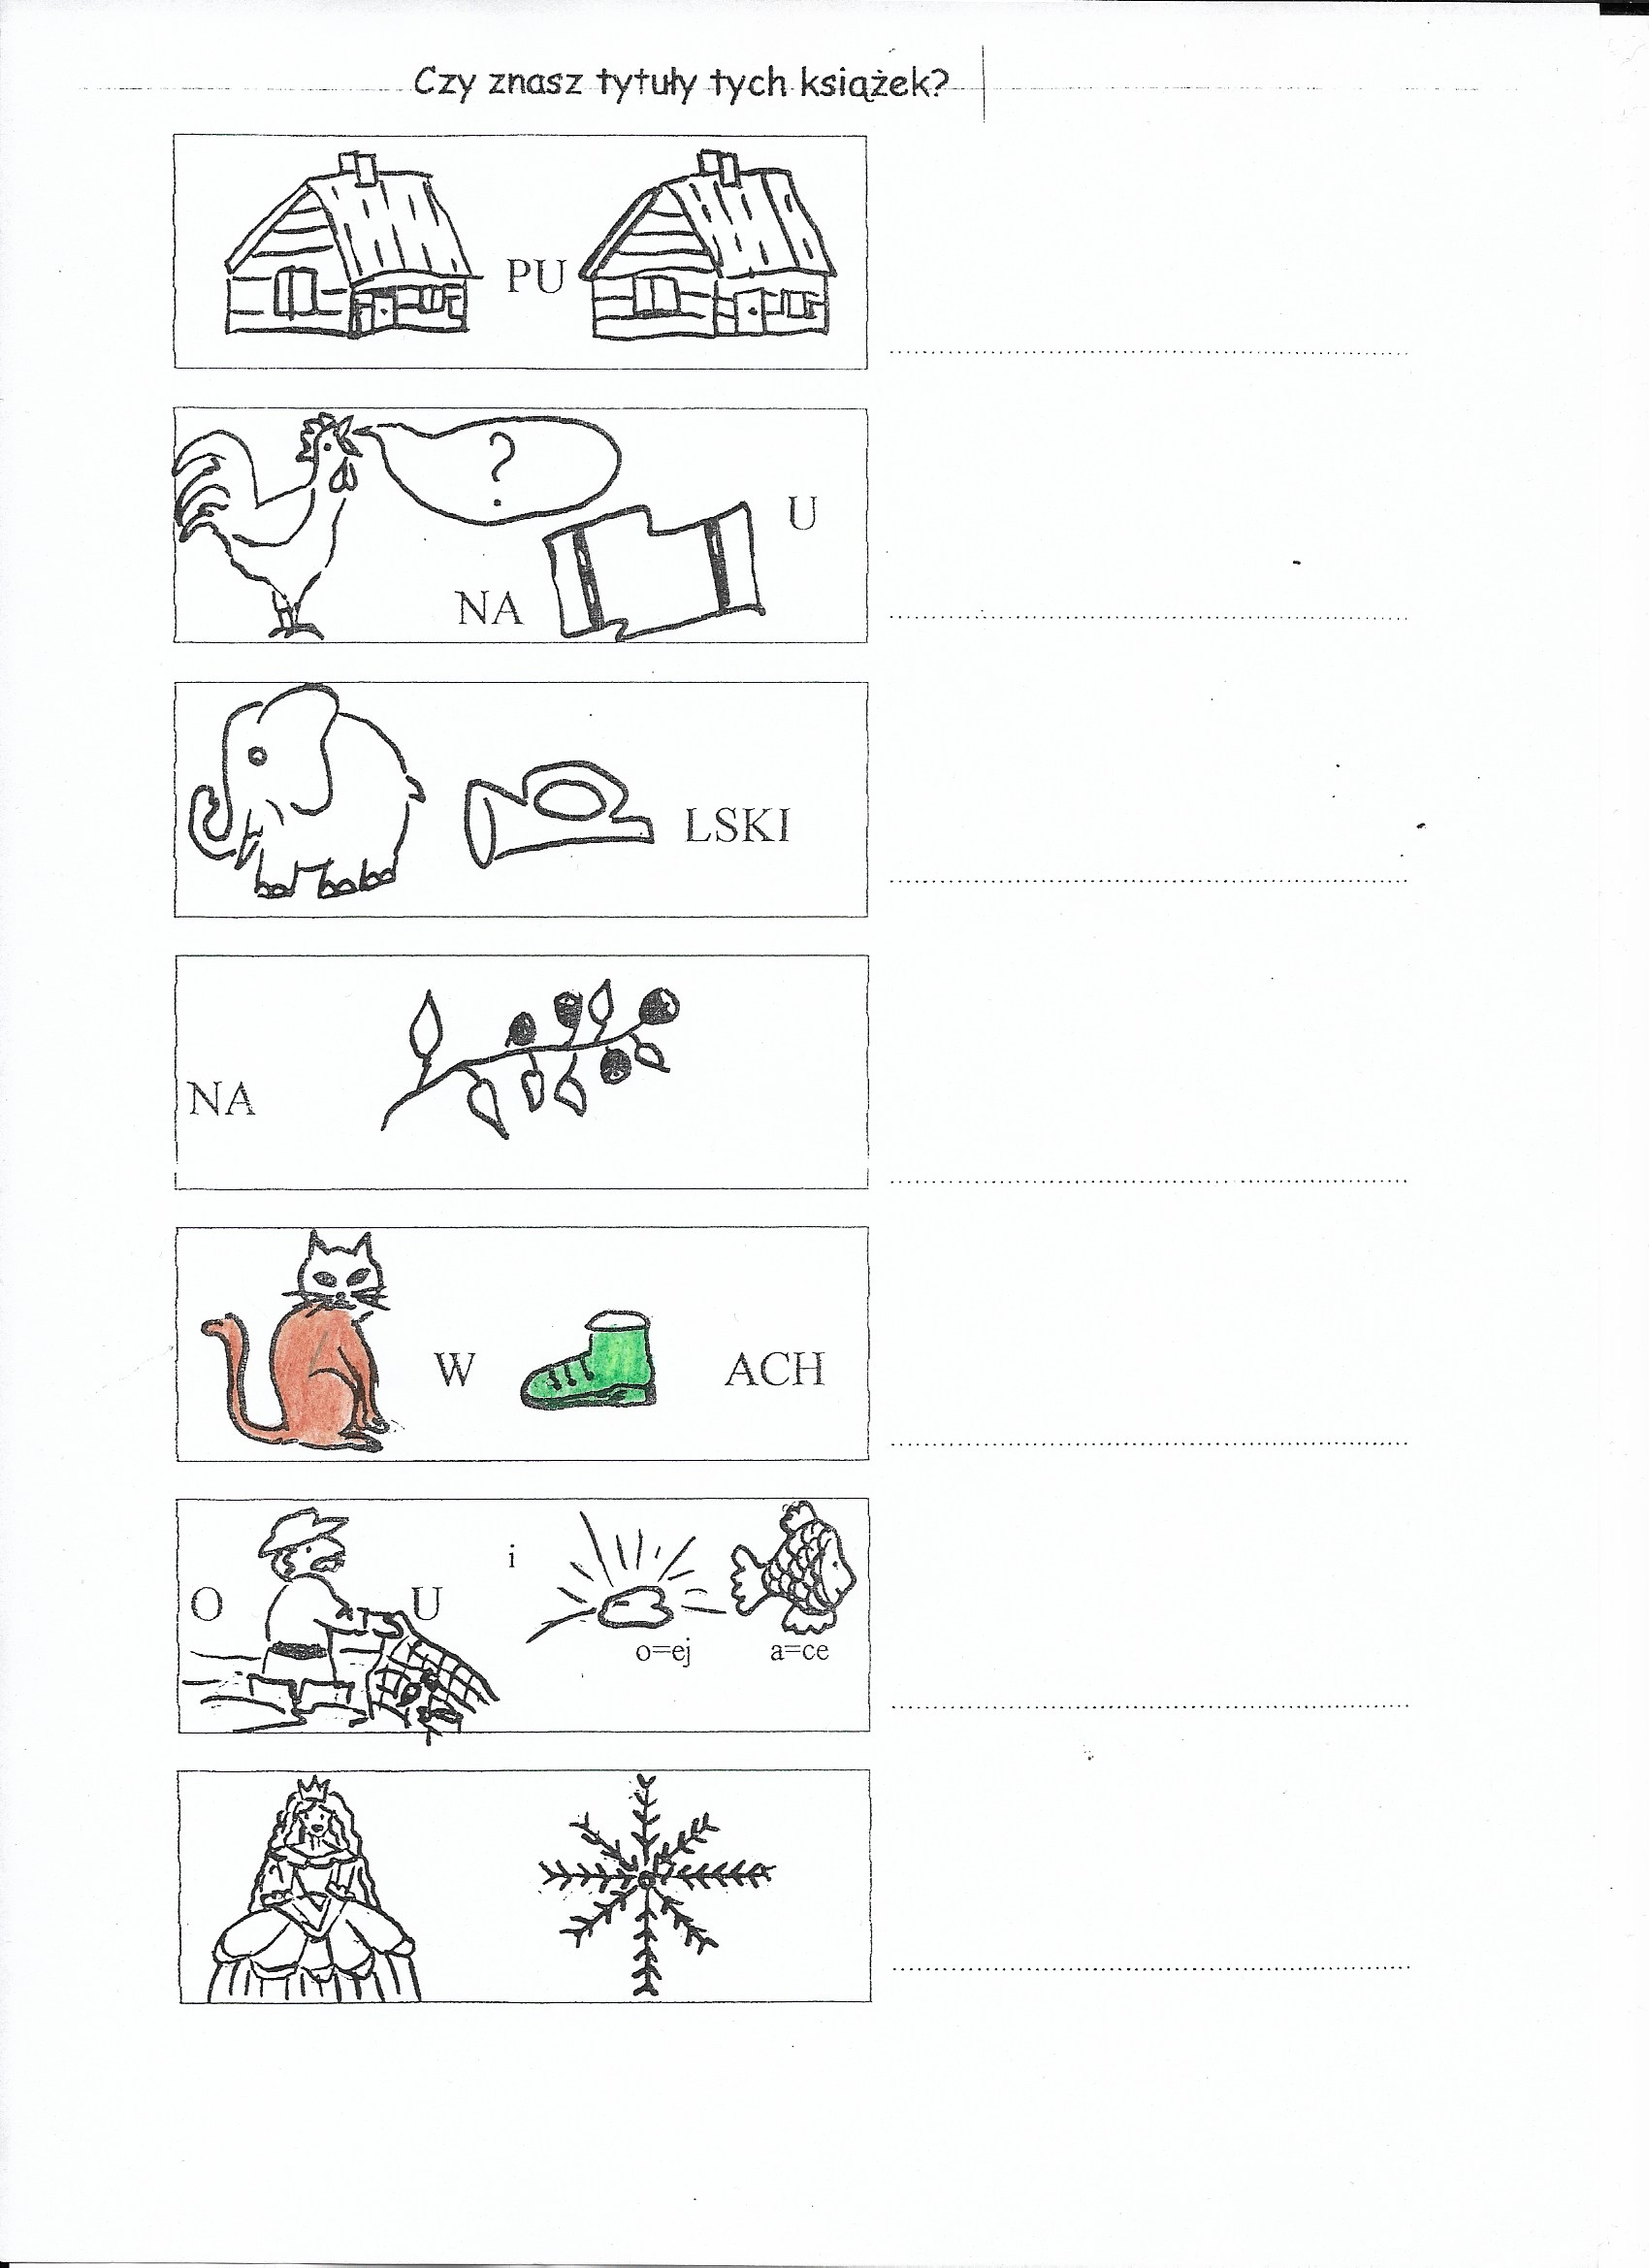 Czy znasz tytuły tych książek?
PU
?
U
NA
LSKI
NA
W ACH
i
O U
o=ej a=ce